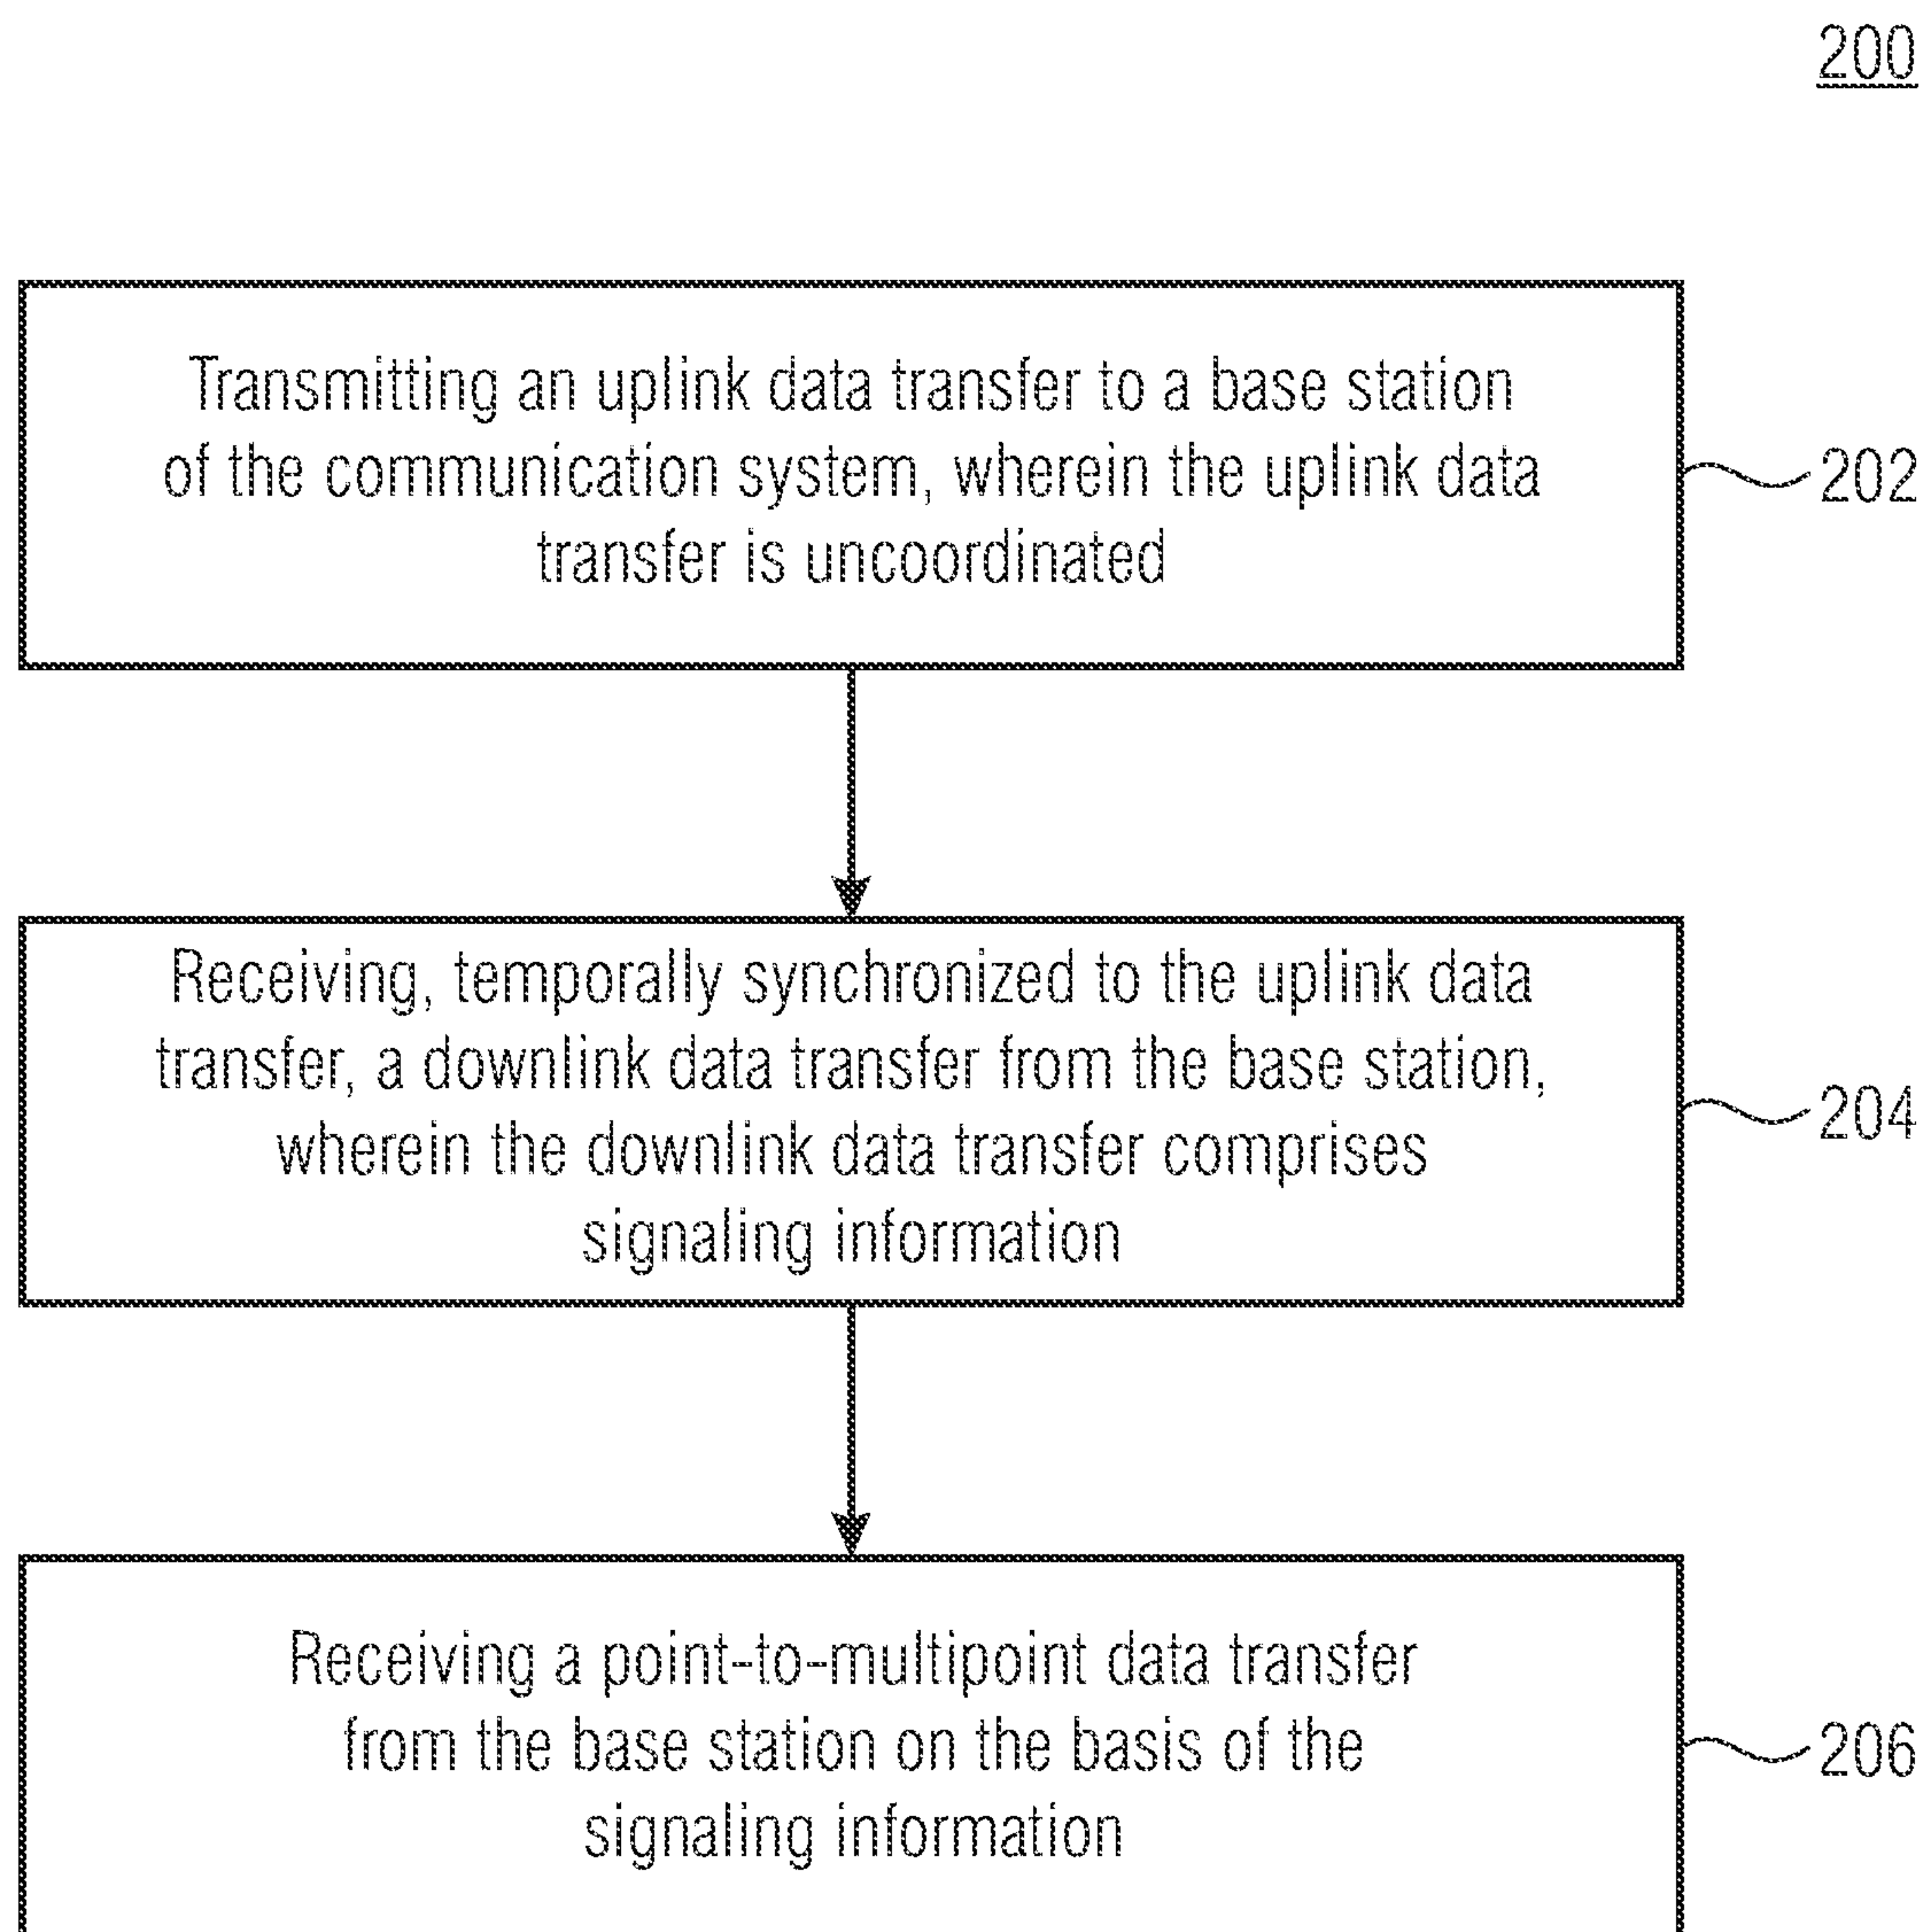 200
Transmitting an uplink data transfer to a base station
of the communication system, wherein the uplink data
transfer is uncoordinated
202
Receiving, temporally synchronized to the uplink data
transfer, a downlink data transfer from the base station,
wherein the downlink data transfer comprises
signaling information
204
Receiving a point-to-multipoint data transfer
from the base station on the basis of the
signaling information
206